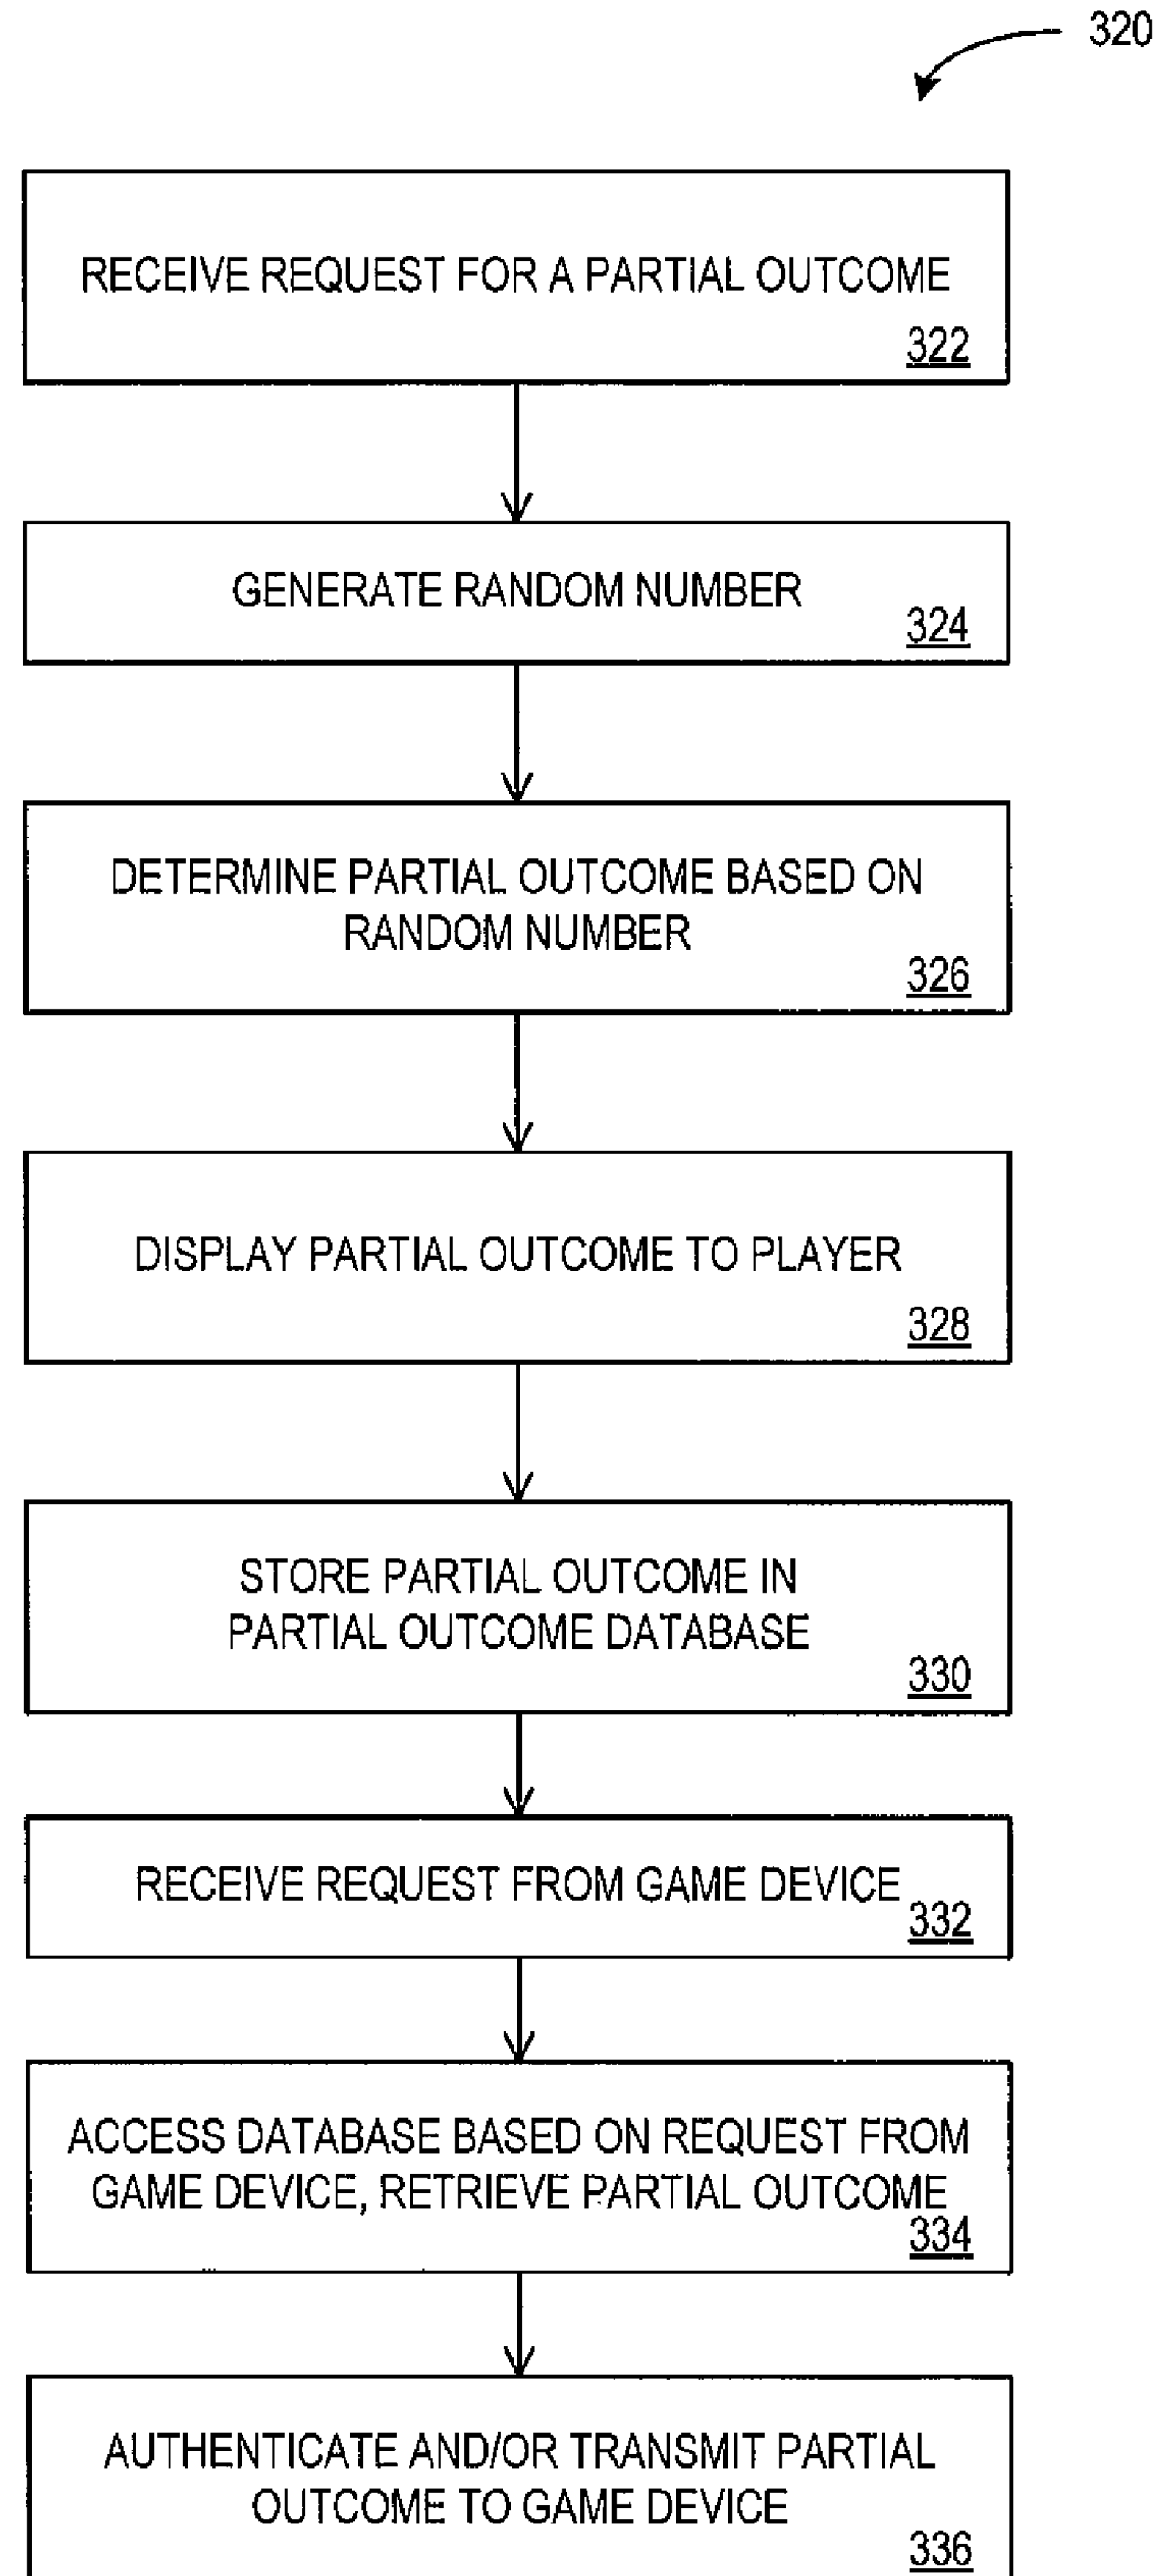 320
RECEIVE REQUEST FOR A PARTIAL OUTCOME
322
GENERATE RANDOM NUMBER
324
DETERMINE PARTIAL OUTCOME BASED ON
RANDOM NUMBER
326
DISPLAY PARTIAL OUTCOME TO PLAYER
328
STORE PARTIAL OUTCOME IN
PARTIAL OUTCOME DATABASE
330
RECEIVE REQUEST FROM GAME DEVICE
332
ACCESS DATABASE BASED ON REQUEST FROM
GAME DEVICE, RETRIEVE PARTIAL OUTCOME
334
AUTHENTICATE AND/OR TRANSMIT PARTIAL
OUTCOME TO GAME DEVICE
336